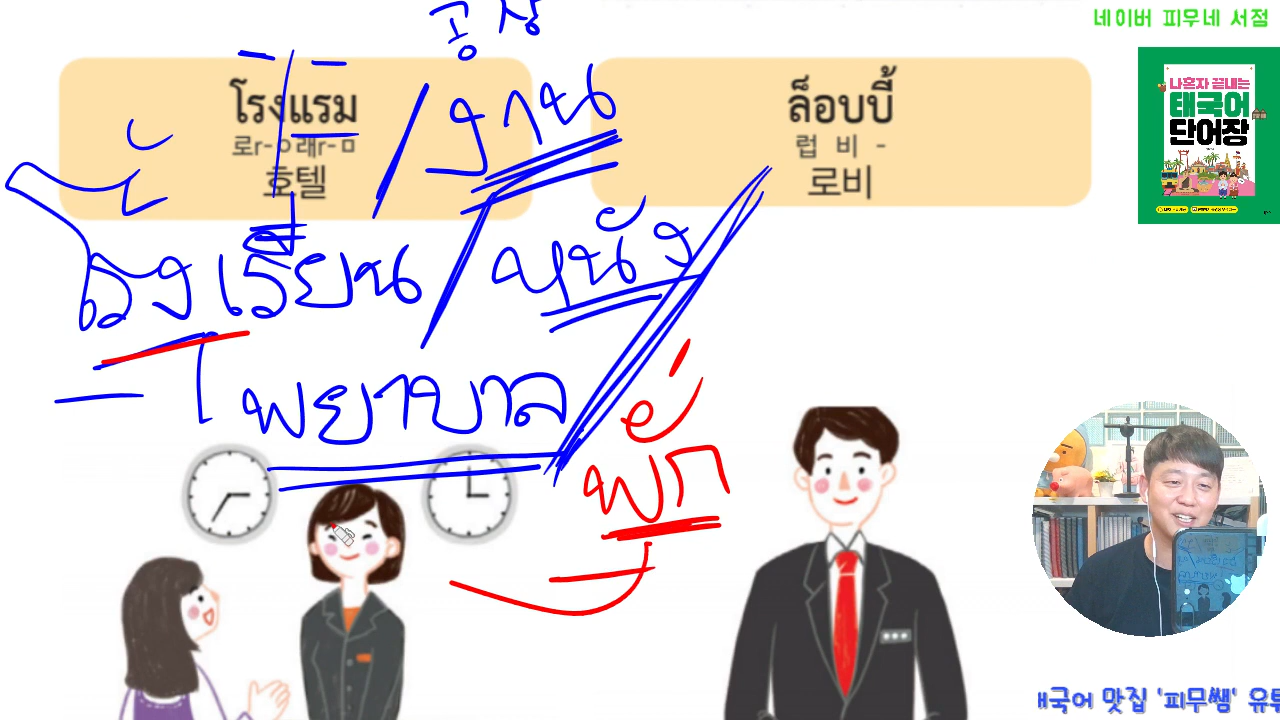 네이버 피무네 서점
공장
โรงแรม
로r-ㅇ래r-ㅁ
호텔
/งาน
ล็อบบี้
럽 비 -
로비
나혼자 끝내는
태국어
단어장
โรงเรียน/หนัง
พยาบาล
พัก
태국어 맛집 '피무쌤' 유튜